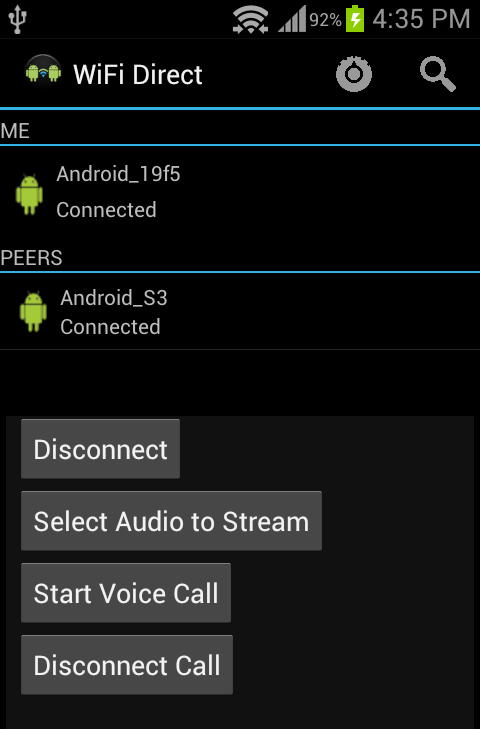 92% 4:35 PM
WiFi Direct
ME
Android_19f5
Connected
PEERS
Android_S3
Connected
Disconnect
Select Audio to Stream
Start Voice Call
Disconnect Call